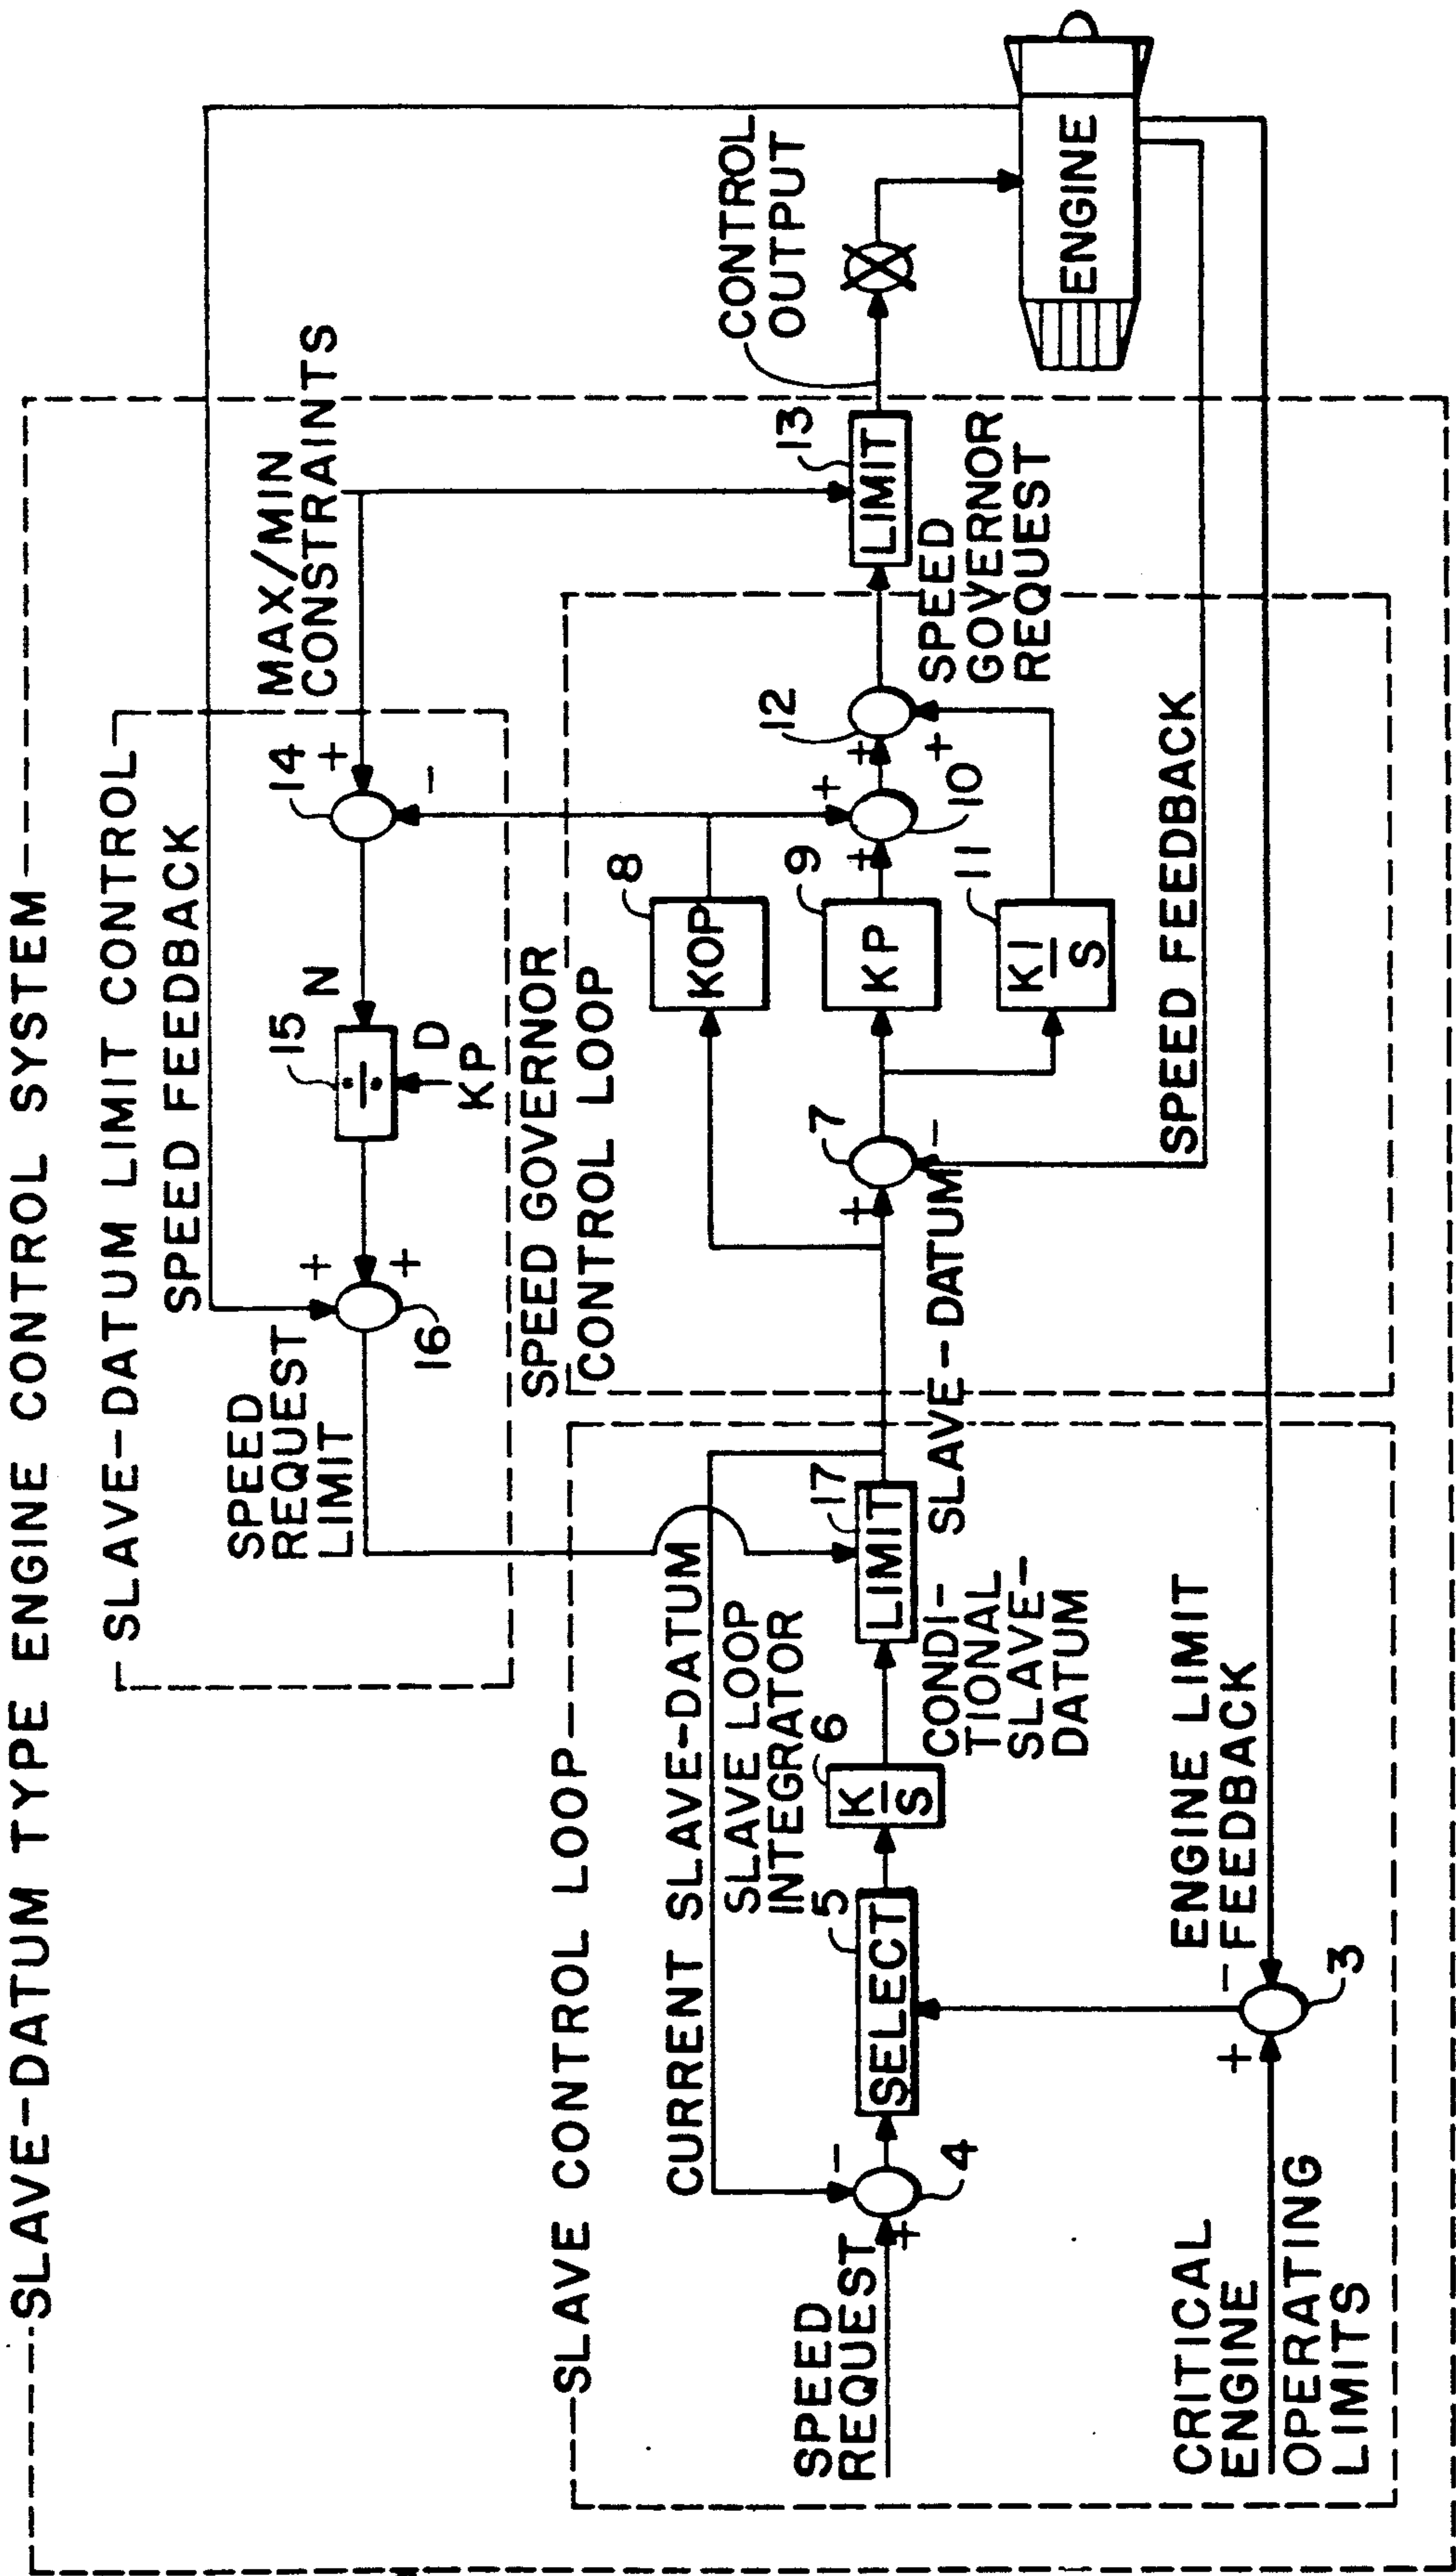 SLAVE-DATUM TYPE ENGINE CONTROL SYSTEM
SLAVE-DATUM LIMIT CONTROL
SPEED FEEDBACK
SPEED
REQUEST
LIMIT
16
+
+
15
÷
N
D
KP
14
+
-
MAX/MIN
CONSTRAINTS
SLAVE CONTROL LOOP
CURRENT SLAVE-DATUM
SLAVE LOOP
INTEGRATOR
SPEED
REQUEST
+
-
4
5
SELECT
6
K
S
CONDI-
TIONAL
SLAVE-
DATUM
17
LIMIT
SLAVE-DATUM
CRITICAL
ENGINE
OPERATING
LIMITS
+
-
3
ENGINE LIMIT
FEEDBACK
SPEED GOVERNOR
CONTROL LOOP
+
7
-
8
KOP
9
KP
11
KI
S
+
+
10
+
+
12
SPEED
GOVERNOR
REQUEST
SPEED FEEDBACK
13
LIMIT
CONTROL
OUTPUT
ENGINE